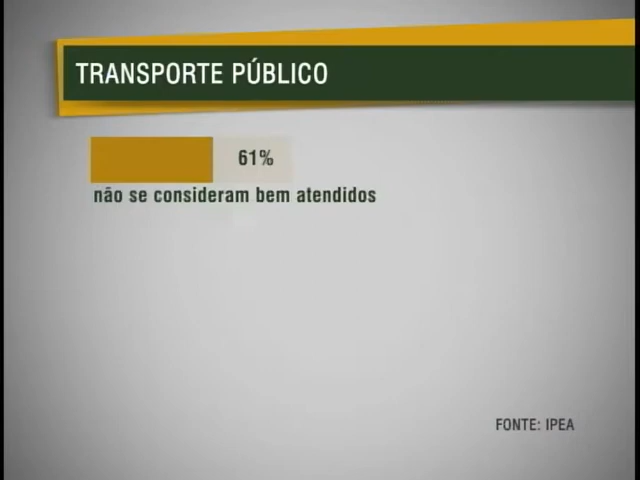 TRANSPORTE PÚBLICO
61%
não se consideram bem atendidos
FONTE: IPEA